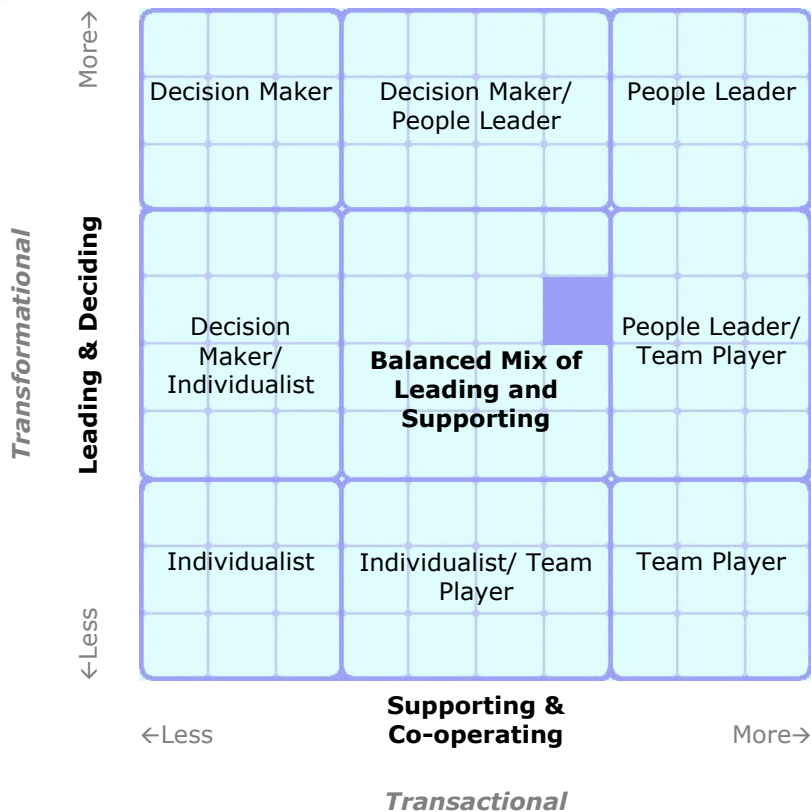 More→
Decision Maker
Decision Maker/
People Leader
People Leader
Transformational
Leading & Deciding
Decision
Maker/
Individualist
Balanced Mix of
Leading and
Supporting
People Leader/
Team Player
Individualist
Individualist/ Team
Player
Team Player
←Less
←Less
Supporting &
Co-operating
More→
Transactional